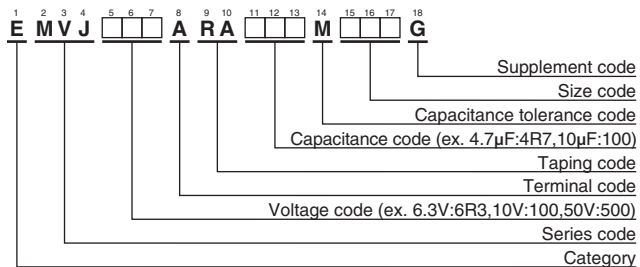 1 2 3 4 5 6 7 8 9 10 11 12 13 14 15 16 17 18
E MVJ A RA M G
Supplement code
Size code
Capacitance tolerance code
Capacitance code (ex. 4.7μF:4R7,10μF:100)
Taping code
Terminal code
Voltage code (ex. 6.3V:6R3,10V:100,50V:500)
Series code
Category